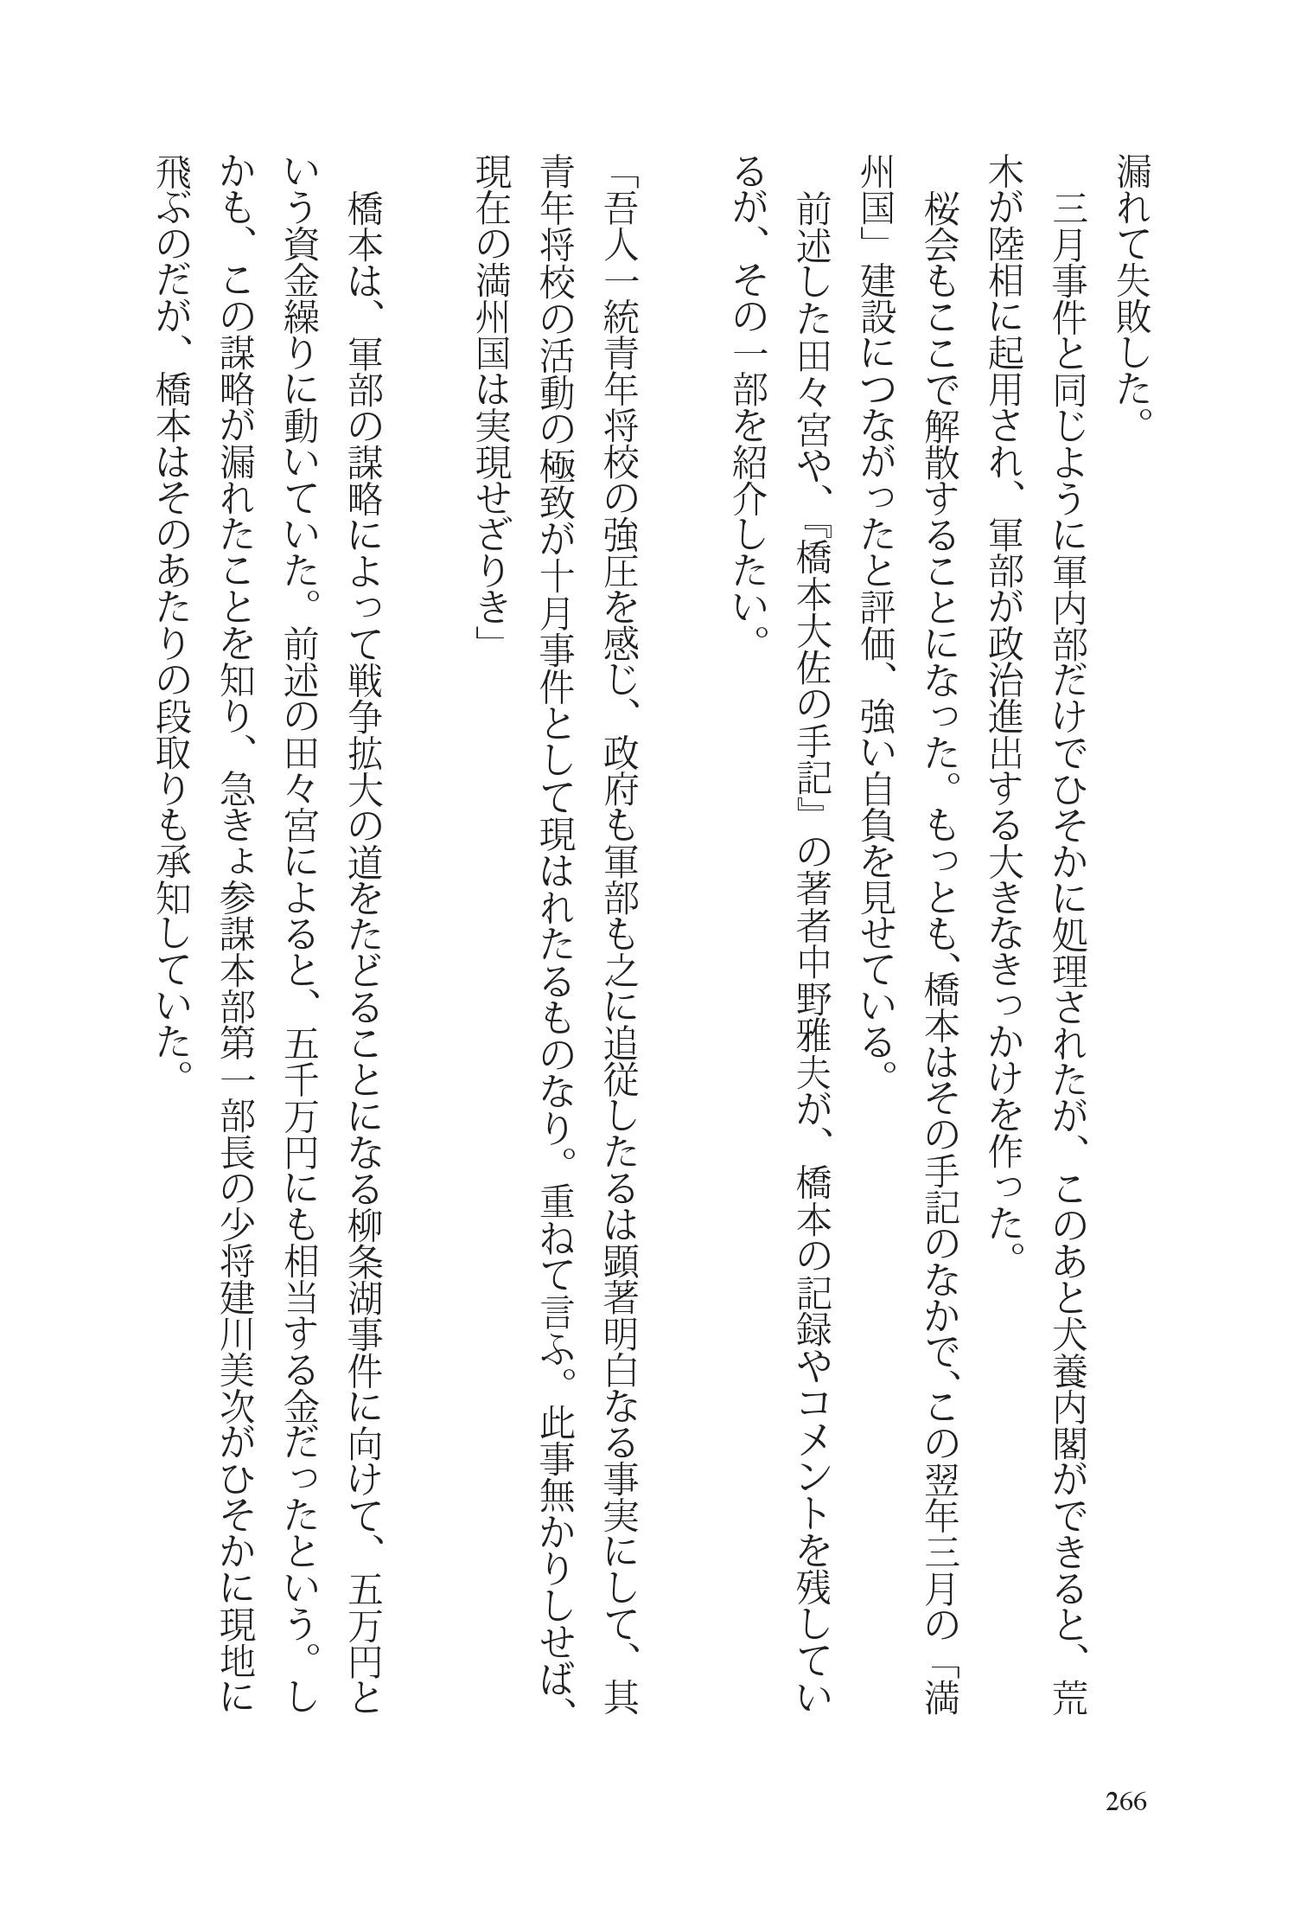 漏れて失敗した。
三月事件と同じように軍内部だけでひそかに処理されたが、このあと犬養内閣ができると、荒
木が陸相に起用され、軍部が政治進出する大きなきっかけを作った。
桜会もここで解散することになった。もっとも、橋本はその手記のなかで、この翌年三月の「満
州国」建設につながったと評価、強い自負を見せている。
前述した田々宮や、『橋本大佐の手記』の著者中野雅夫が、橋本の記録やコメントを残してい
るが、その一部を紹介したい。
「吾人一統青年将校の強圧を感じ、政府も軍部も之に追従したるは顕著明白なる事実にして、其
青年将校の活動の極致が十月事件として現はれたるものなり。重ねて言ふ。此事無かりしせば、
現在の満州国は実現せざりき」
橋本は、軍部の謀略によって戦争拡大の道をたどることになる柳条湖事件に向けて、五万円と
いう資金繰りに動いていた。前述の田々宮によると、五千万円にも相当する金だったという。し
かも、この謀略が漏れたことを知り、急きょ参謀本部第一部長の少将建川美次がひそかに現地に
飛ぶのだが、橋本はそのあたりの段取りも承知していた。
266